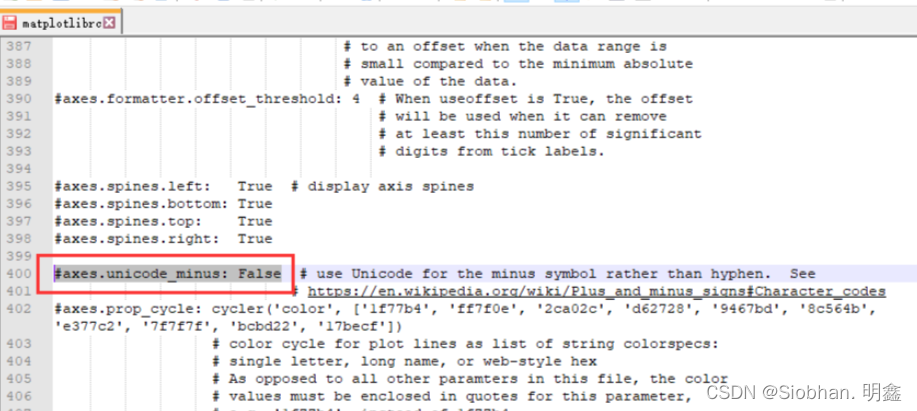 matplotlibrc
387 # to an offset when the data range is
388 # small compared to the minimum absolute
389 # value of the data.
390 #axes.formatter.offset_threshold: 4 # When useoffset is True, the offset
391 # will be used when it can remove
392 # at least this number of significant
393 # digits from tick labels.
394
395 #axes.spines.left: True # display axis spines
396 #axes.spines.bottom: True
397 #axes.spines.top: True
398 #axes.spines.right: True
399
400 #axes.unicode_minus: False # use Unicode for the minus symbol rather than hyphen. See
401 # https://en.wikipedia.org/wiki/Plus_and_minus_signs#Character_codes
402 #axes.prop_cycle: cycler('color', ['1f77b4', 'ff7f0e', '2ca02c', 'd62728', '9467bd', '8c564b',
'e377c2', '7f7f7f', 'bcbd22', '17becf'])
403 # color cycle for plot lines as list of string colorspecs:
404 # single letter, long name, or web-style hex
405 # As opposed to all other paramters in this file, the color
406 # values must be enclosed in quotes for this parameter,
CSDN @Siobhan. 明鑫